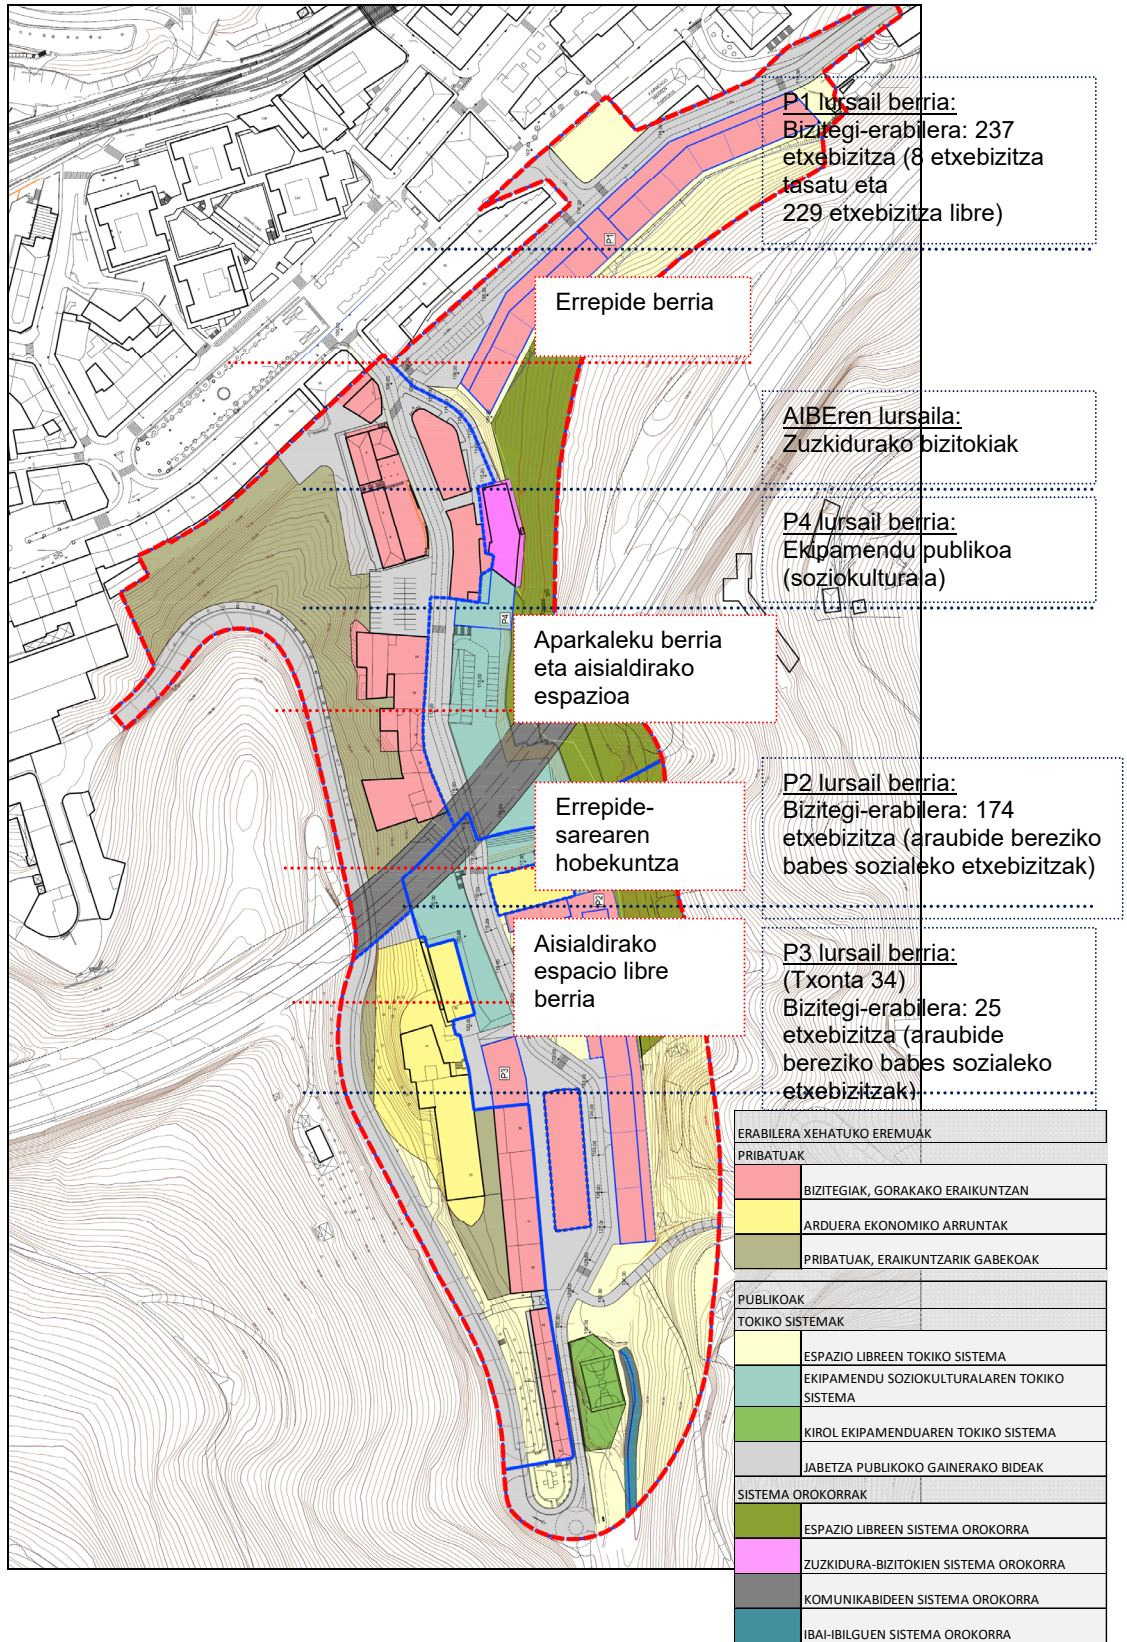 P1 lursail berria:
Bizitegi-erabilera: 237
etxebizitza (8 etxebizitza
tasatu eta
229 etxebizitza libre)
Errepide berria
AIBEren lursaila:
Zuzkidurako bizitokiak
P4 lursail berria:
Ekipamendu publikoa
(soziokulturala)
Aparkaleku berria
eta aisialdirako
espazioa
P2 lursail berria:
Bizitegi-erabilera: 174
etxebizitza (araubide bereziko
babes sozialeko etxebizitzak)
Errepide-
sarearen
hobekuntza
Aisialdirako
espacio libre
berria
P3 lursail berria:
(Txonta 34)
Bizitegi-erabilera: 25
etxebizitza (araubide
bereziko babes sozialeko
etxebizitzak)
P1
P4
P2
P3
ERABILERA XEHATUKO EREMUAK
PRIBATUAK
BIZITEGIAK, GORAKAKO ERAIKUNTZAN
ARDUERA EKONOMIKO ARRUNTAK
PRIBATUAK, ERAIKUNTZARIK GABEKOAK
PUBLIKOAK
TOKIKO SISTEMAK
ESPAZIO LIBREEN TOKIKO SISTEMA
EKIPAMENDU SOZIOKULTURALAREN TOKIKO
SISTEMA
KIROL EKIPAMENDUAREN TOKIKO SISTEMA
JABETZA PUBLIKOKO GAINERAKO BIDEAK
SISTEMA OROKORRAK
ESPAZIO LIBREEN SISTEMA OROKORRA
ZUZKIDURA-BIZITOKIEN SISTEMA OROKORRA
KOMUNIKABIDEEN SISTEMA OROKORRA
IBAI-IBILGUEN SISTEMA OROKORRA